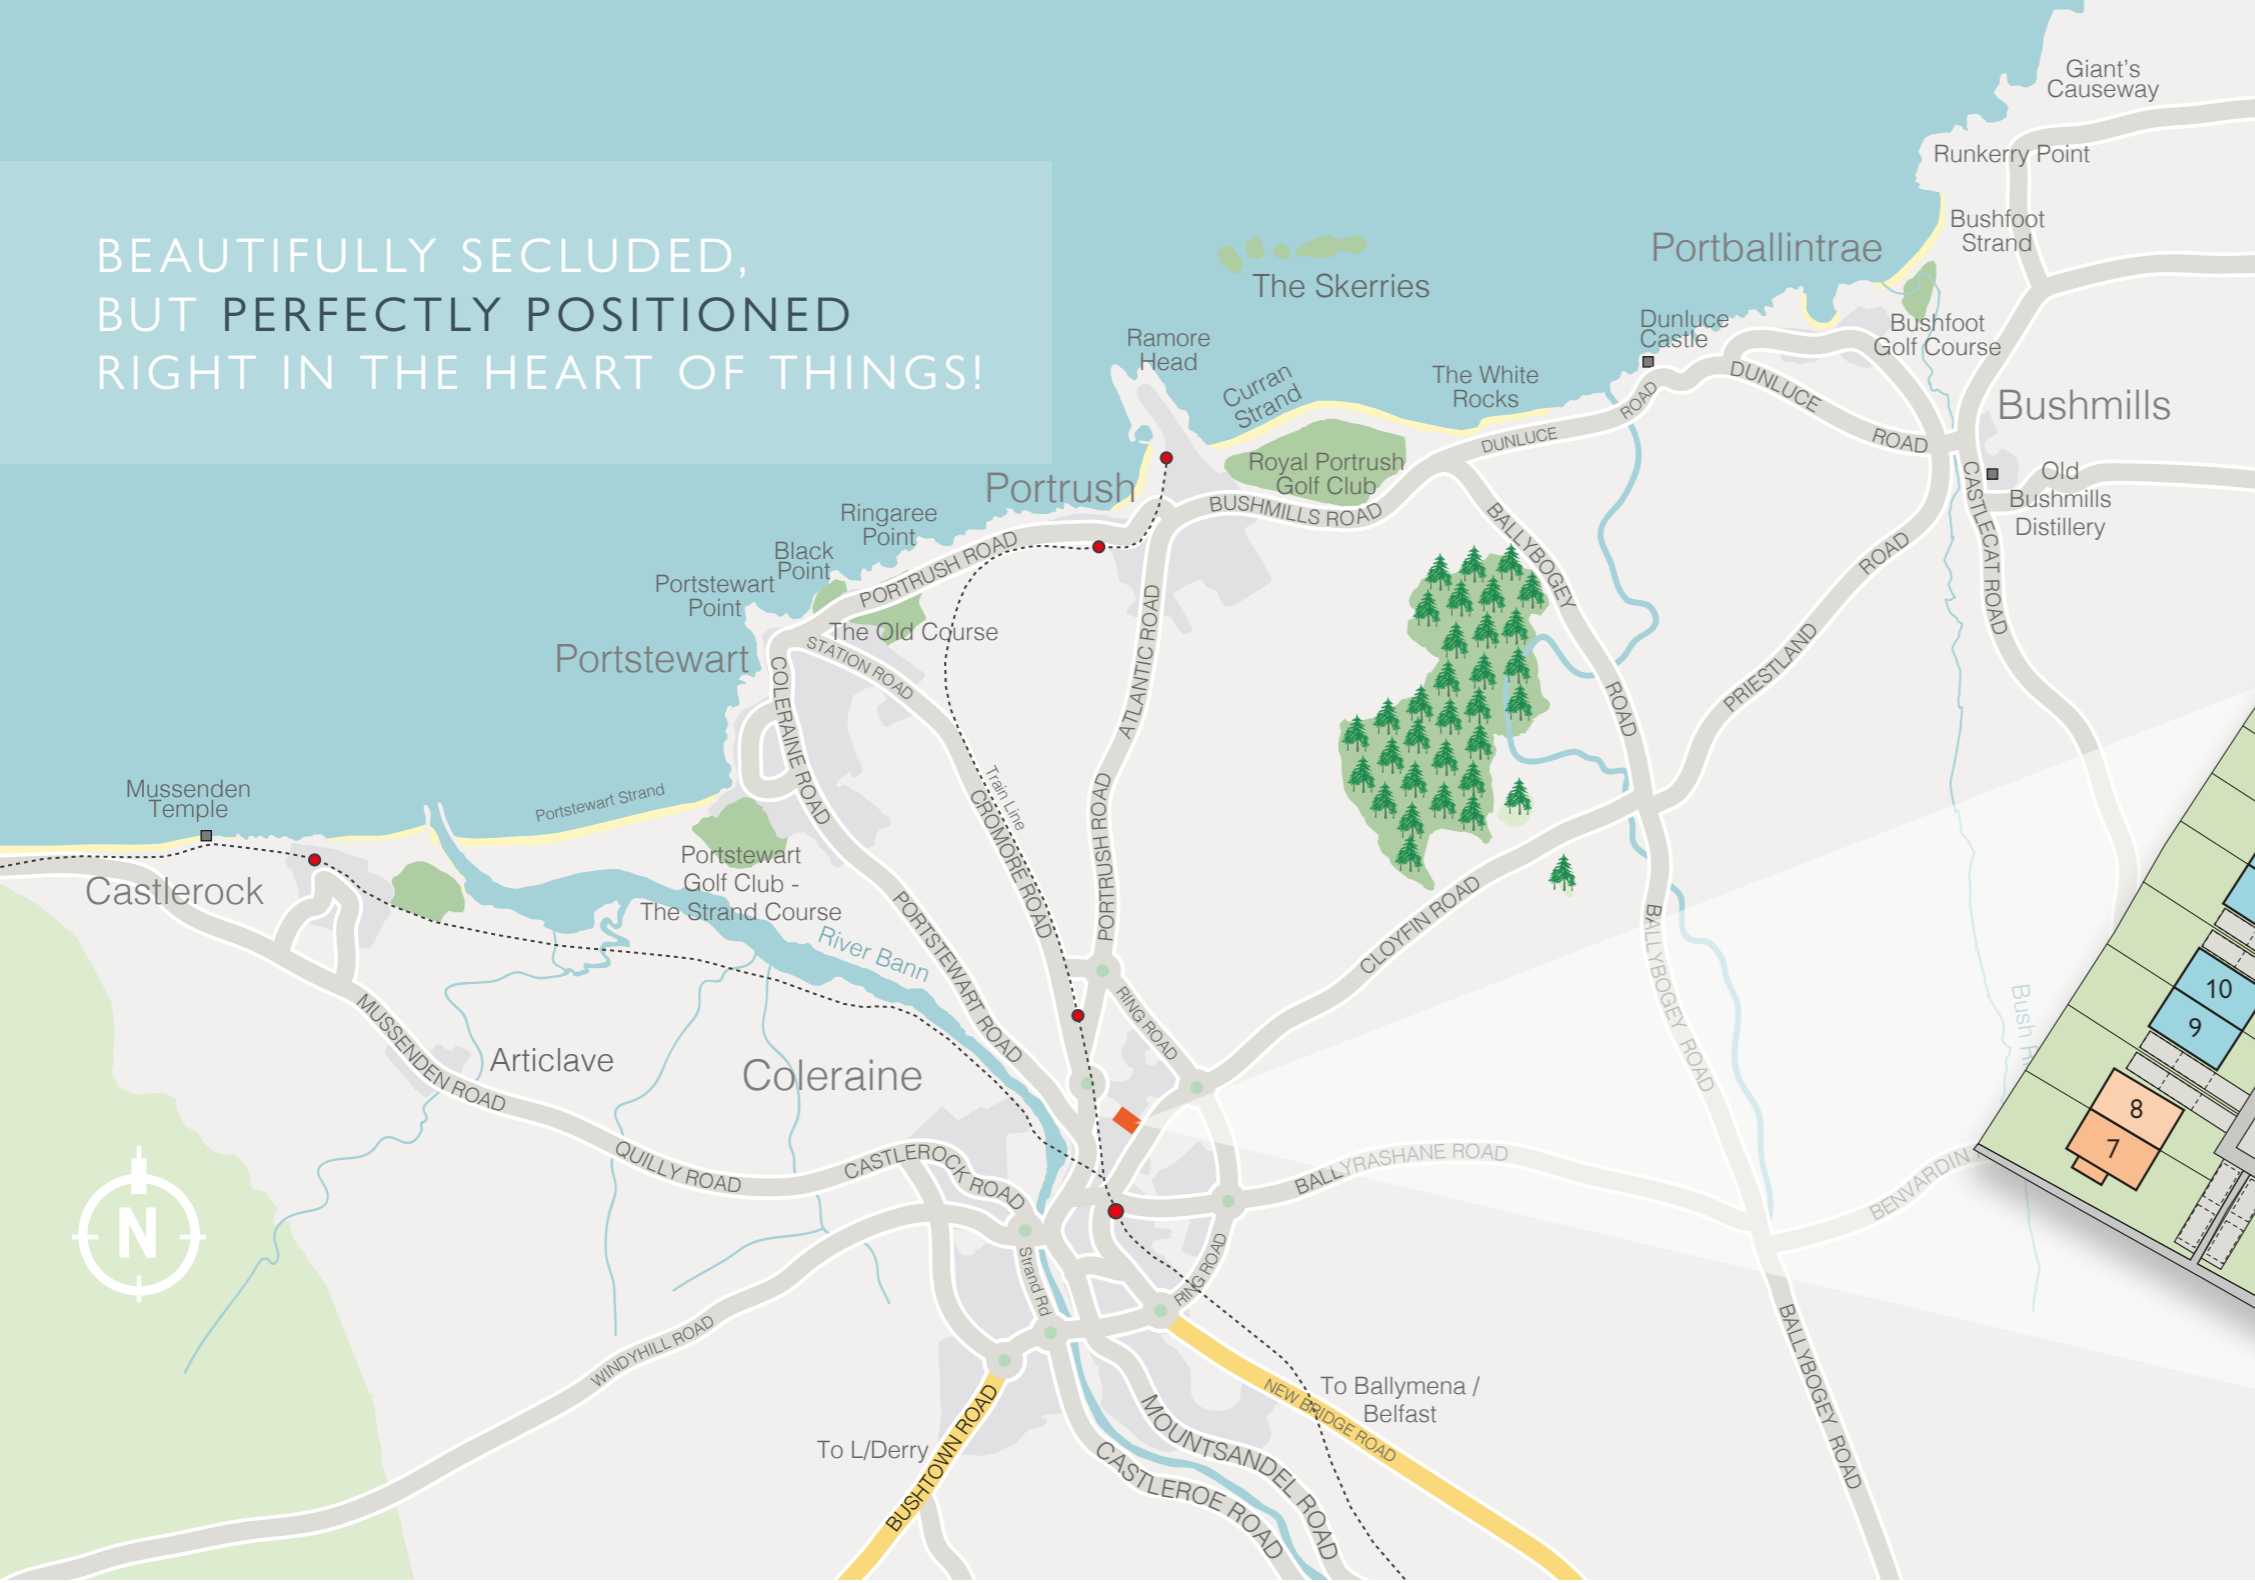 BEAUTIFULLY SECLUDED,
BUT PERFECTLY POSITIONED
RIGHT IN THE HEART OF THINGS!
Giant's
Causeway
Runkerry Point
Bushfoot
Strand
Portballintrae
The Skerries
Dunluce
Castle
Bushfoot
Golf Course
Ramore
Head
Curran
Strand
The White
Rocks
Bushmills
DUNLUCE
ROAD
DUNLUCE
ROAD
Old
Bushmills
Distillery
CASTLECAT ROAD
Royal Portrush
Golf Club
Portrush
BUSHMILLS ROAD
Ringaree
Point
Black
Point
Portstewart
Point
PORTRUSH ROAD
The Old Course
Portstewart
STATION ROAD
COLERAINE ROAD
ATLANTIC ROAD
BALLYBOGEY
ROAD
PRIESTLAND
ROAD
Mussenden
Temple
Portstewart Strand
Train Line
CROMORE ROAD
PORTRUSH ROAD
Castlerock
Portstewart
Golf Club -
The Strand Course
River Bann
PORTSTEWART ROAD
CLOYFIN ROAD
BALLYBOGEY ROAD
RING ROAD
MUSSENDEN ROAD
Articlave
Coleraine
10
9
8
7
QUILLY ROAD
CASTLEROCK ROAD
BALLYRASHANE ROAD
BENVARDIN
Bush
N
Strand Rd
RING ROAD
WINDYHILL ROAD
BALLYBOGEY ROAD
To Ballymena /
Belfast
NEW BRIDGE ROAD
To L/Derry
BUSHTOWN ROAD
MOUNTSANDEL ROAD
CASTLEROE ROAD